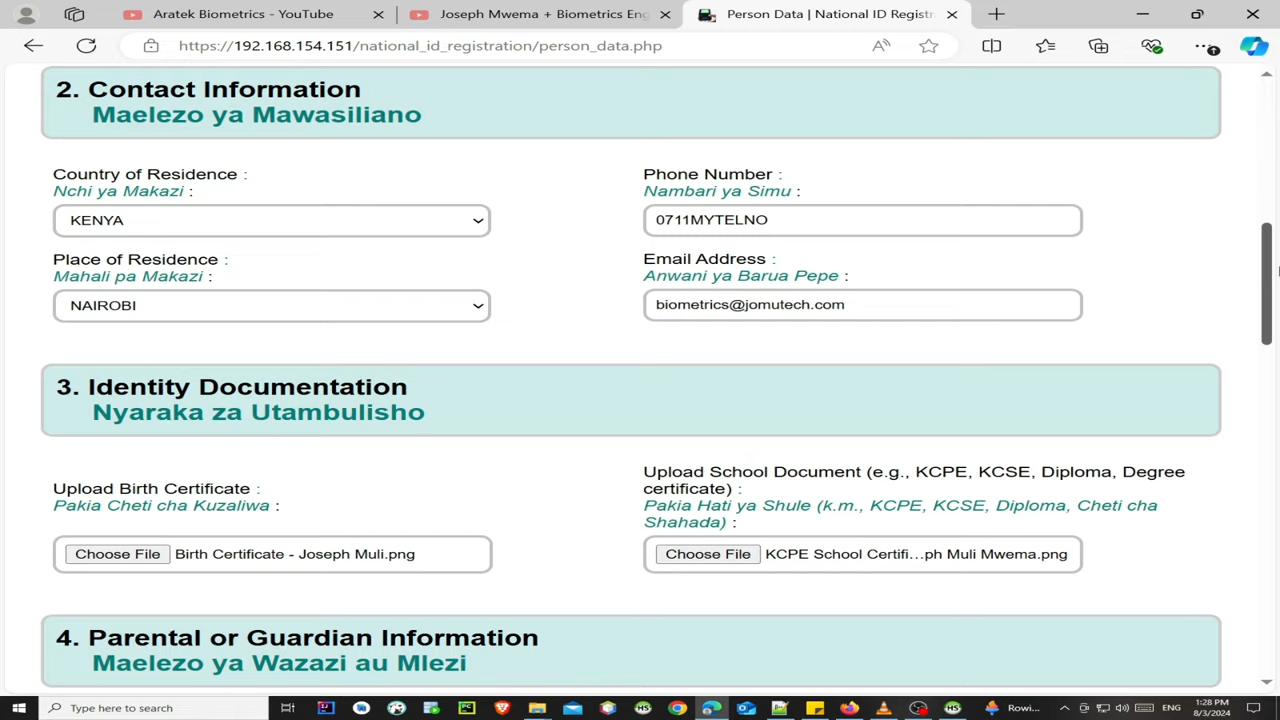 Aratek Biometrics - YouTube
Joseph Mwema + Biometrics Eng
Person Data | National ID Registr
https://192.168.154.151/national_id_registration/person_data.php
2. Contact Information
Maelezo ya Mawasiliano
Country of Residence :
Nchi ya Makazi :
KENYA
Phone Number :
Nambari ya Simu :
0711MYTELNO
Place of Residence :
Mahali pa Makazi :
NAIROBI
Email Address :
Anwani ya Barua Pepe :
biometrics@jomutech.com
3. Identity Documentation
Nyaraka za Utambulisho
Upload Birth Certificate :
Pakia Cheti cha Kuzaliwa :
Choose File Birth Certificate - Joseph Muli.png
Upload School Document (e.g., KCPE, KCSE, Diploma, Degree
certificate) :
Pakia Hati ya Shule (k.m., KCPE, KCSE, Diploma, Cheti cha
Shahada) :
Choose File KCPE School Certifi...ph Muli Mwema.png
4. Parental or Guardian Information
Maelezo ya Wazazi au Mlezi
Type here to search
Rowi...
ENG
1:28 PM
8/3/2024